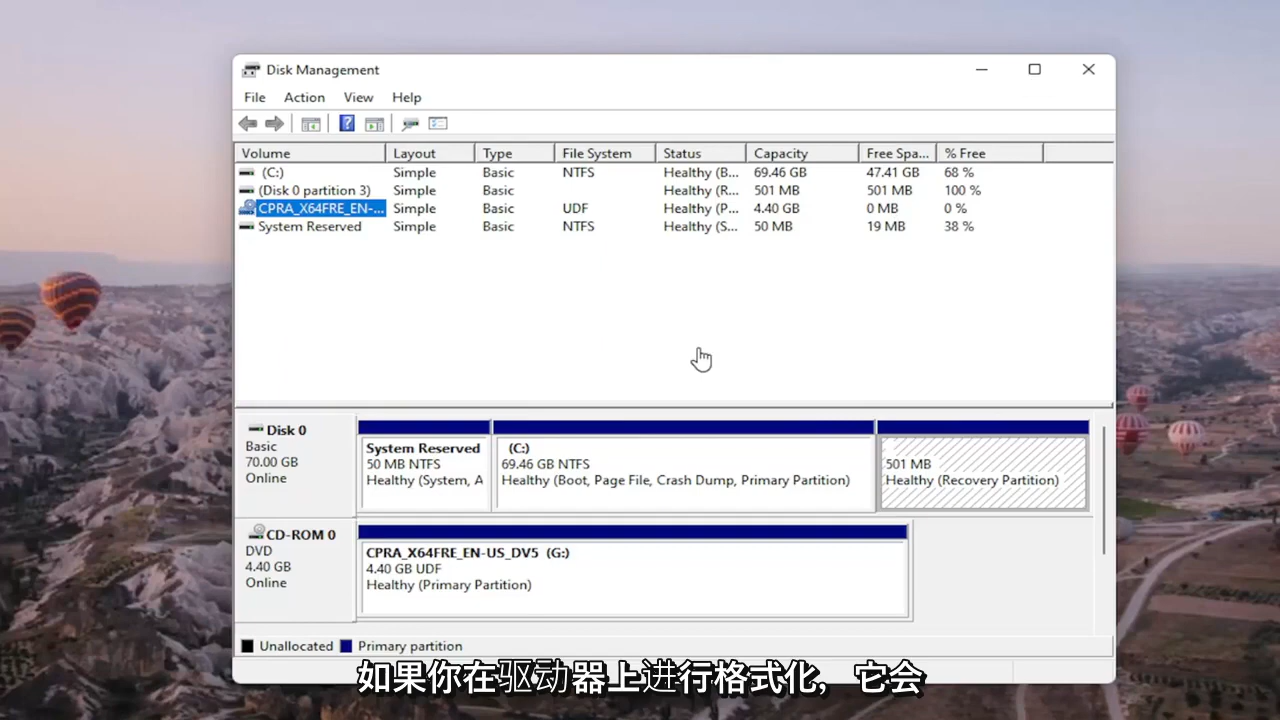 Disk Management
File Action View Help
Volume Layout Type File System Status Capacity Free Spa... % Free
(C:) Simple Basic NTFS Healthy (B... 69.46 GB 47.41 GB 68 %
(Disk 0 partition 3) Simple Basic Healthy (R... 501 MB 501 MB 100 %
CPRA_X64FRE_EN-... Simple Basic UDF Healthy (P... 4.40 GB 0 MB 0 %
System Reserved Simple Basic NTFS Healthy (S... 50 MB 19 MB 38 %
Disk 0
Basic
70.00 GB
Online
System Reserved
50 MB NTFS
Healthy (System, A
(C:)
69.46 GB NTFS
Healthy (Boot, Page File, Crash Dump, Primary Partition)
501 MB
Healthy (Recovery Partition)
CD-ROM 0
DVD
4.40 GB
Online
CPRA_X64FRE_EN-US_DV5 (G:)
4.40 GB UDF
Healthy (Primary Partition)
Unallocated Primary partition
如果你在驱动器上进行格式化，它会